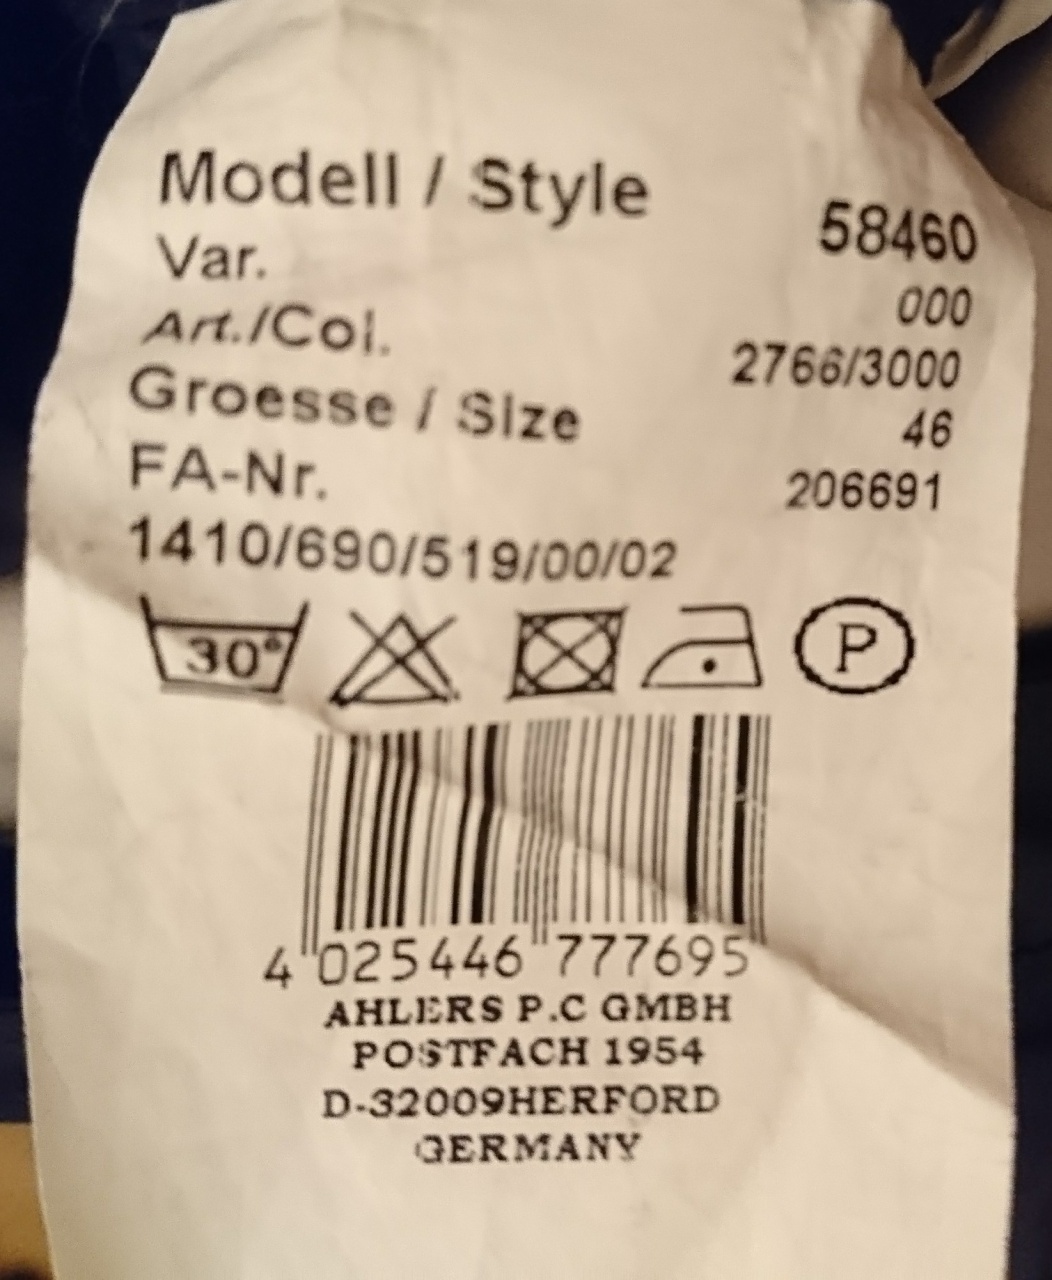 Modell / Style 58460
Var. 000
Art./Col. 2766/3000
Groesse / Size 46
FA-Nr. 206691
1410/690/519/00/02
30° P
4 025446 777695
AHLERS P.C GMBH
POSTFACH 1954
D-32009HERFORD
GERMANY